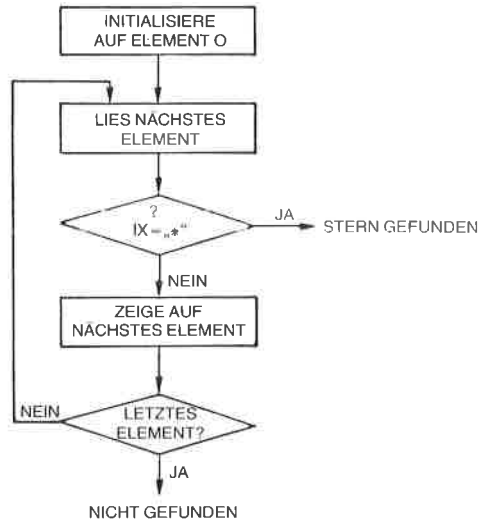 INITIALISIERE
AUF ELEMENT O
LIES NÄCHSTES
ELEMENT
?
IX = „*“
JA
STERN GEFUNDEN
NEIN
ZEIGE AUF
NÄCHSTES ELEMENT
NEIN
LETZTES
ELEMENT?
JA
NICHT GEFUNDEN